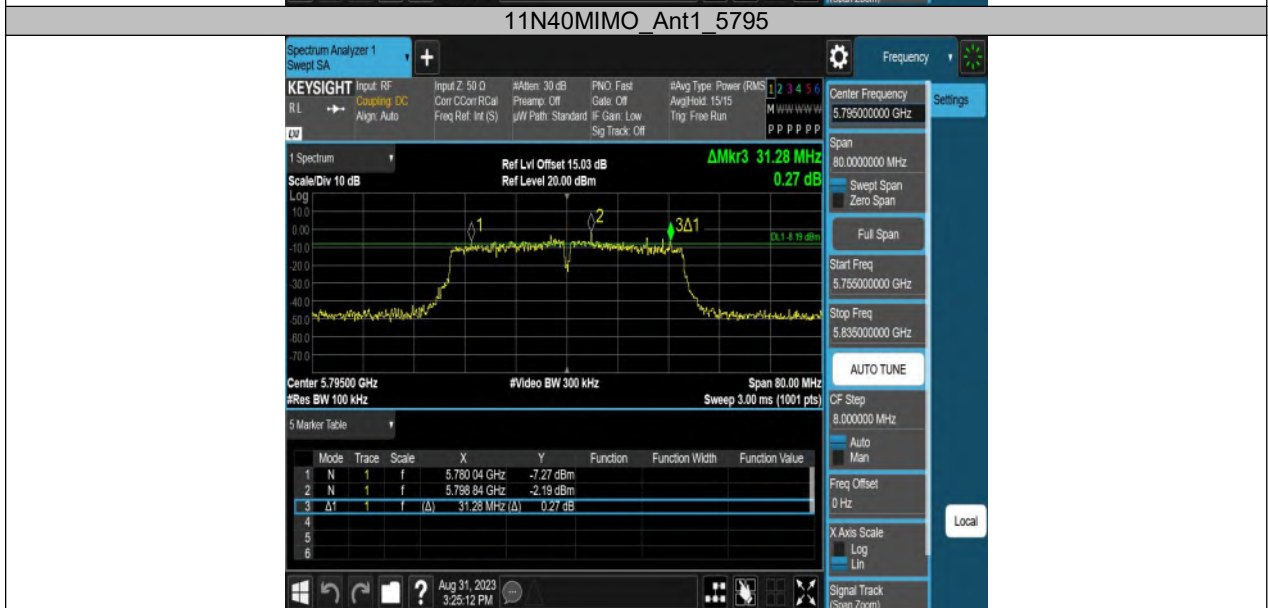 (Span Zoom)
11N40MIMO_Ant1_5795
Spectrum Analyzer 1
Swept SA
+
Frequency
KEYSIGHT
RL
Input: RF
Coupling: DC
Align: Auto
Input Z: 50 Ω
Corr CCorr RCal
Freq Ref: Int (S)
#Atten: 30 dB
Preamp: Off
µW Path: Standard
PNO: Fast
Gate: Off
IF Gain: Low
Sig Track: Off
#Avg Type: Power (RMS
Avg|Hold: 15/15
Trig: Free Run
1 2 3 4 5 6
M W W W W W
P P P P P P
Center Frequency
5.795000000 GHz
Settings
1 Spectrum
Scale/Div 10 dB
Ref Lvl Offset 15.03 dB
Ref Level 20.00 dBm
ΔMkr3 31.28 MHz
0.27 dB
Log
10.0
0.00
-10.0
-20.0
-30.0
-40.0
-50.0
-60.0
-70.0
1
2
3Δ1
DL1 -8.19 dBm
Center 5.79500 GHz
#Res BW 100 kHz
#Video BW 300 kHz
Span 80.00 MHz
Sweep 3.00 ms (1001 pts)
Span
80.0000000 MHz
Swept Span
Zero Span
Full Span
Start Freq
5.755000000 GHz
Stop Freq
5.835000000 GHz
AUTO TUNE
CF Step
8.000000 MHz
Auto
Man
Freq Offset
0 Hz
X Axis Scale
Log
Lin
Signal Track
(Span Zoom)
Local
5 Marker Table
Mode Trace Scale X Y Function Function Width Function Value
1 N 1 f 5.780 04 GHz -7.27 dBm
2 N 1 f 5.798 84 GHz -2.19 dBm
3 Δ1 1 f (Δ) 31.28 MHz (Δ) 0.27 dB
4
5
6
?
Aug 31, 2023
3:25:12 PM